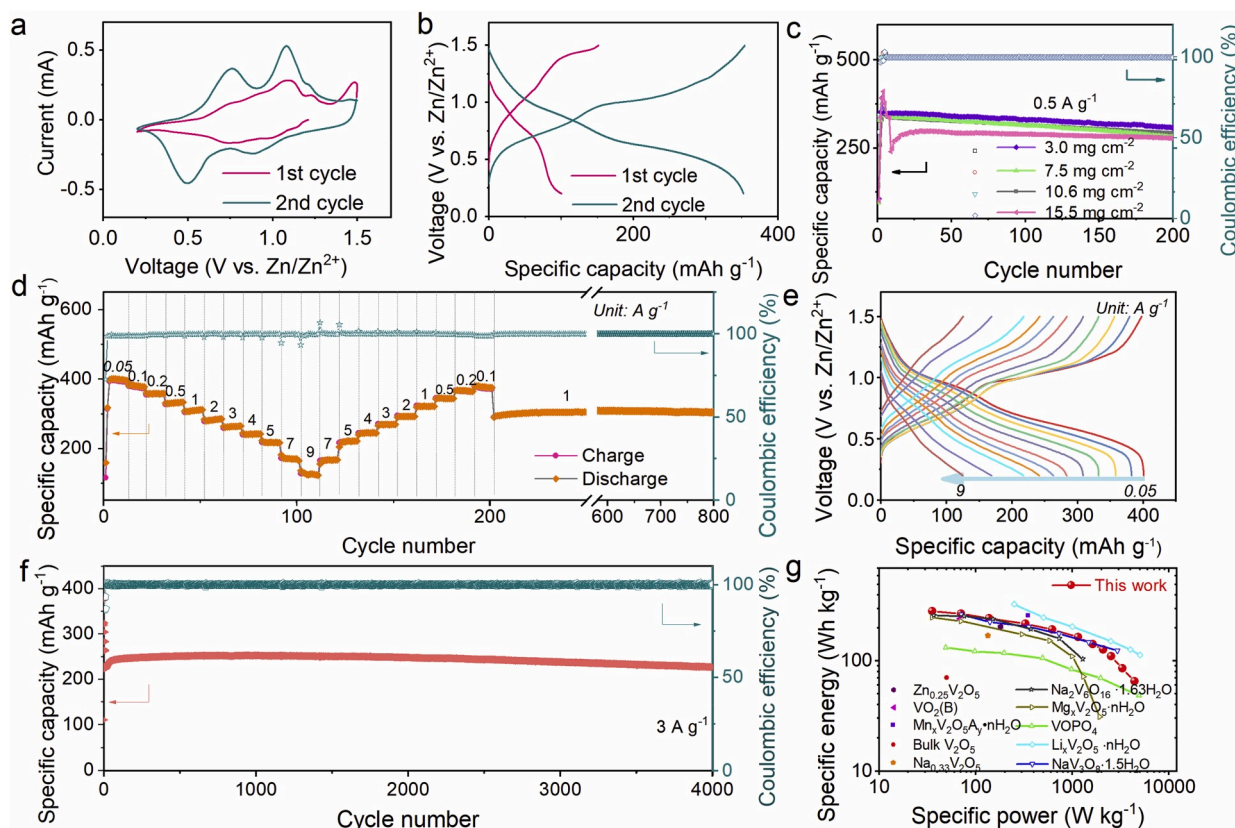 a
Current (mA)
0.5
0.0
-0.5
1st cycle
2nd cycle
0.0 0.5 1.0 1.5
Voltage (V vs. Zn/Zn²⁺)
b
Voltage (V vs. Zn/Zn²⁺)
1.5
1.0
0.5
0.0
1st cycle
2nd cycle
0 200 400
Specific capacity (mAh g⁻¹)
c
Specific capacity (mAh g⁻¹)
500
250
0.5 A g⁻¹
3.0 mg cm⁻²
7.5 mg cm⁻²
10.6 mg cm⁻²
15.5 mg cm⁻²
100
50
0
Coulombic efficiency (%)
0 50 100 150 200
Cycle number
d
Specific capacity (mAh g⁻¹)
600
400
200
Unit: A g⁻¹
0.05 0.1 0.2 0.5 1 2 3 4 5 7 9 7 5 4 3 2 1 0.5 0.2 0.1 1
Charge
Discharge
100
50
0
Coulombic efficiency (%)
0 100 200 600 700 800
Cycle number
e
Voltage (V vs. Zn/Zn²⁺)
1.5
1.0
0.5
0.0
Unit: A g⁻¹
9 0.05
0 100 200 300 400
Specific capacity (mAh g⁻¹)
f
Specific capacity (mAh g⁻¹)
400
350
300
250
200
150
100
0
3 A g⁻¹
100
50
0
Coulombic efficiency (%)
0 1000 2000 3000 4000
Cycle number
g
Specific energy (Wh kg⁻¹)
100
10
This work
Zn₀.₂₅V₂O₅
VO₂(B)
MnₓV₂O₅Aᵧ•nH₂O
Bulk V₂O₅
Na₀.₃₃V₂O₅
Na₂V₆O₁₆·1.63H₂O
MgₓV₂O₅·nH₂O
VOPO₄
LiₓV₂O₅·nH₂O
NaV₃O₈·1.5H₂O
10 100 1000 10000
Specific power (W kg⁻¹)